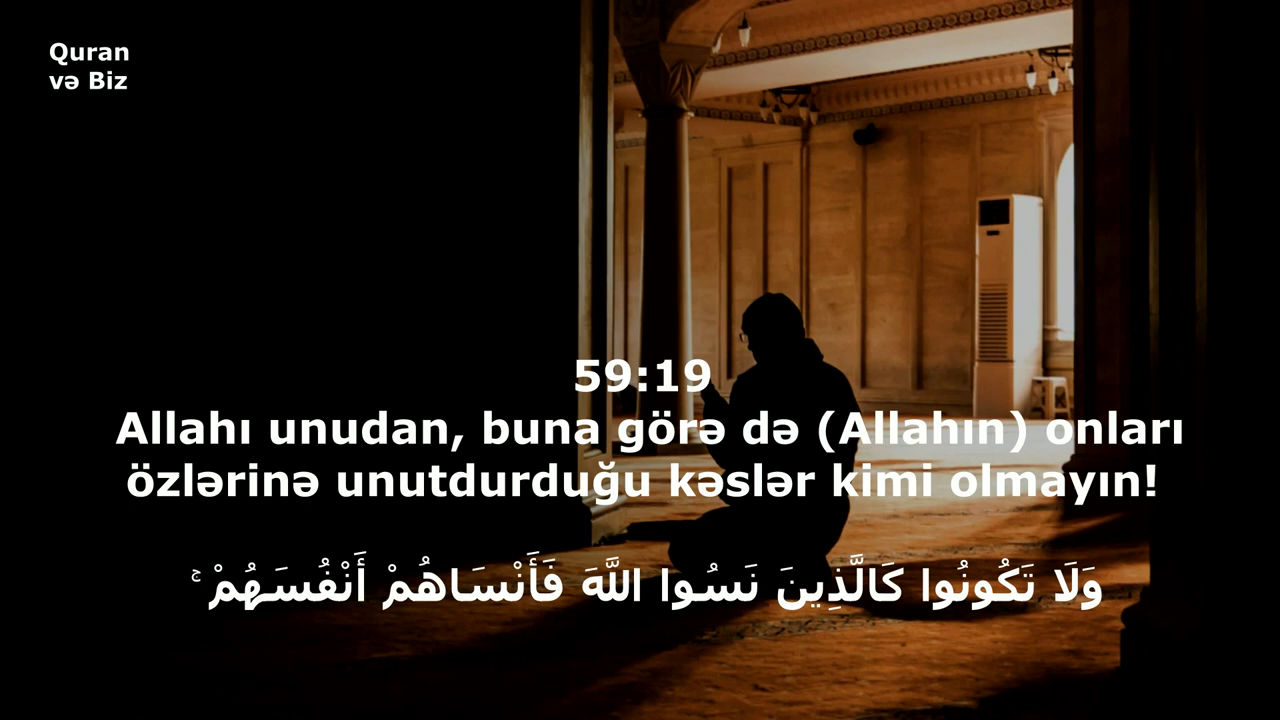 Quran
və Biz
59:19
Allahı unudan, buna görə də (Allahın) onları
özlərinə unutdurduğu kəslər kimi olmayın!
وَلَا تَكُونُوا كَالَّذِينَ نَسُوا اللَّهَ فَأَنْسَاهُمْ أَنْفُسَهُمْ ۚ